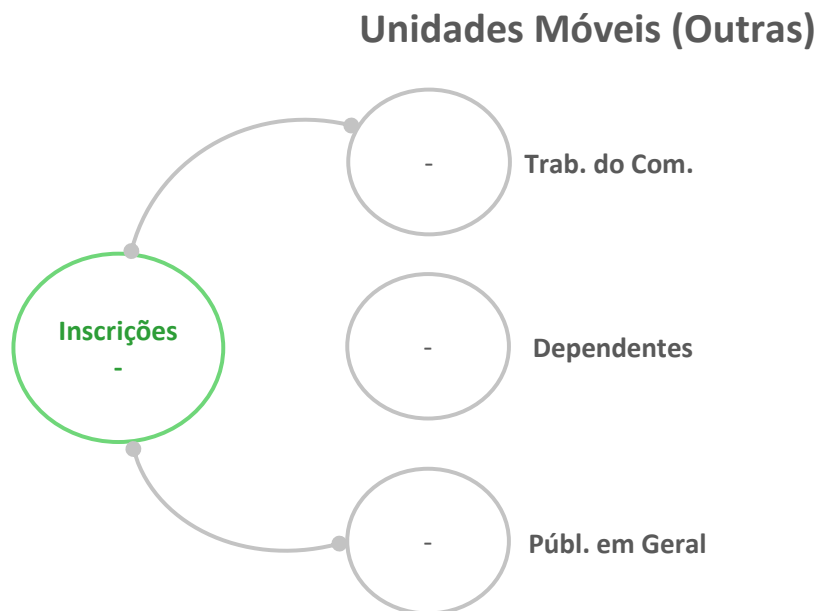 Unidades Móveis (Outras)
-
Trab. do Com.
Inscrições
-
-
Dependentes
-
Públ. em Geral